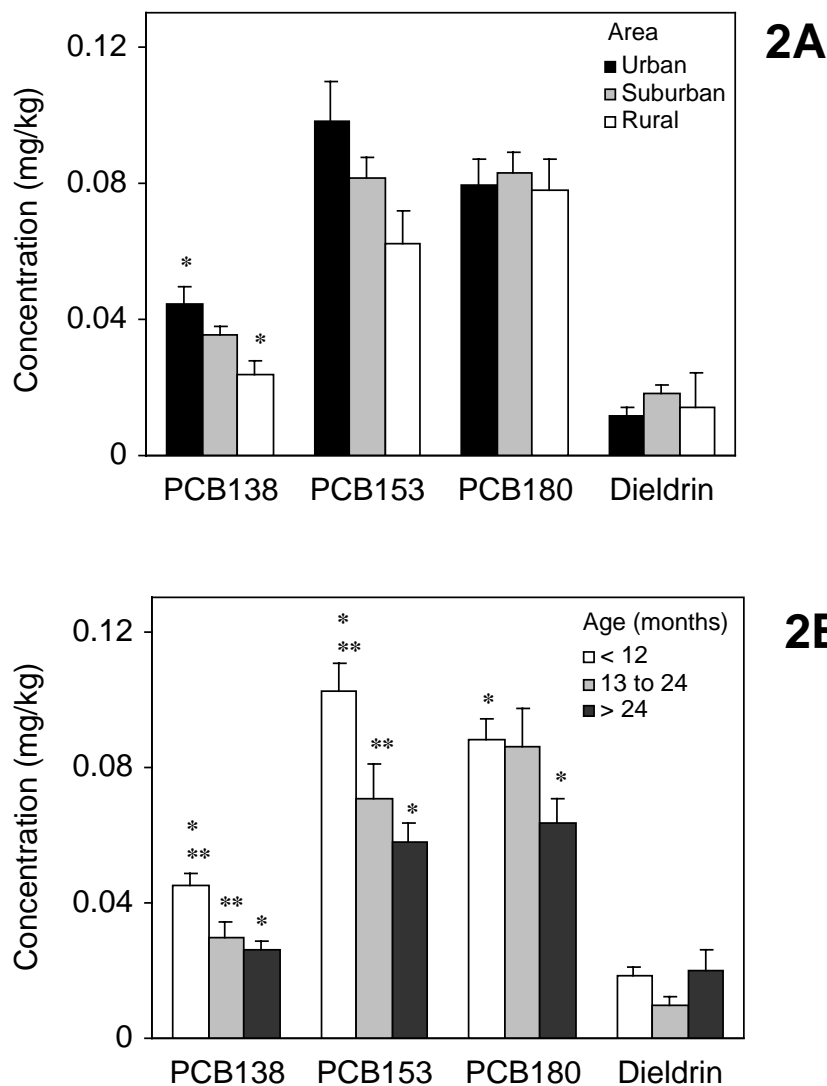 2A
0.12
Area
Urban
Suburban
Rural
Concentration (mg/kg)
0.08
*
*
0.04
0
PCB138 PCB153 PCB180 Dieldrin
2B
0.12
Age (months)
< 12
13 to 24
> 24
Concentration (mg/kg)
*
**
*
**
0.08
*
*
*
**
0.04
**
*
0
PCB138 PCB153 PCB180 Dieldrin